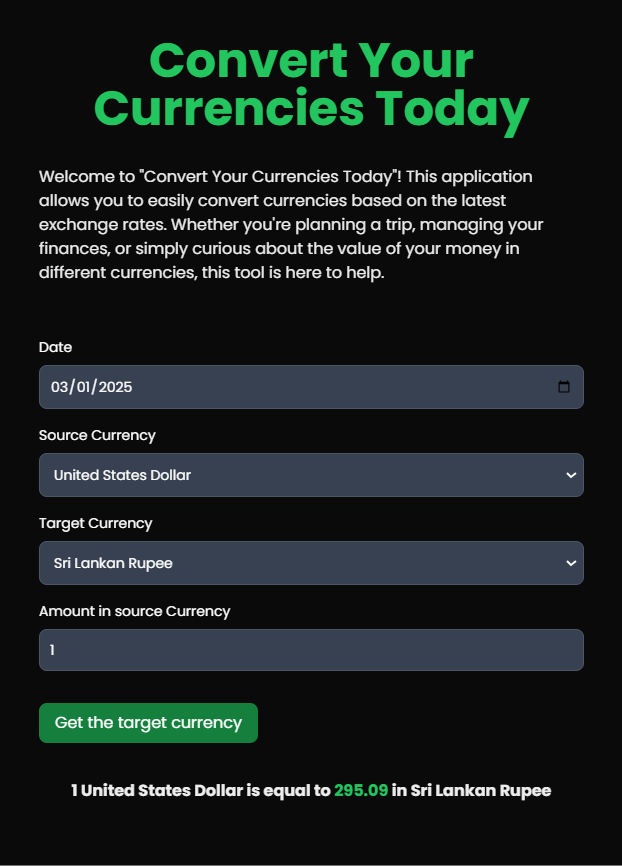 Convert Your
Currencies Today
Welcome to "Convert Your Currencies Today"! This application
allows you to easily convert currencies based on the latest
exchange rates. Whether you're planning a trip, managing your
finances, or simply curious about the value of your money in
different currencies, this tool is here to help.
Date
03/01/2025
Source Currency
United States Dollar
Target Currency
Sri Lankan Rupee
Amount in source Currency
1
Get the target currency
1 United States Dollar is equal to 295.09 in Sri Lankan Rupee